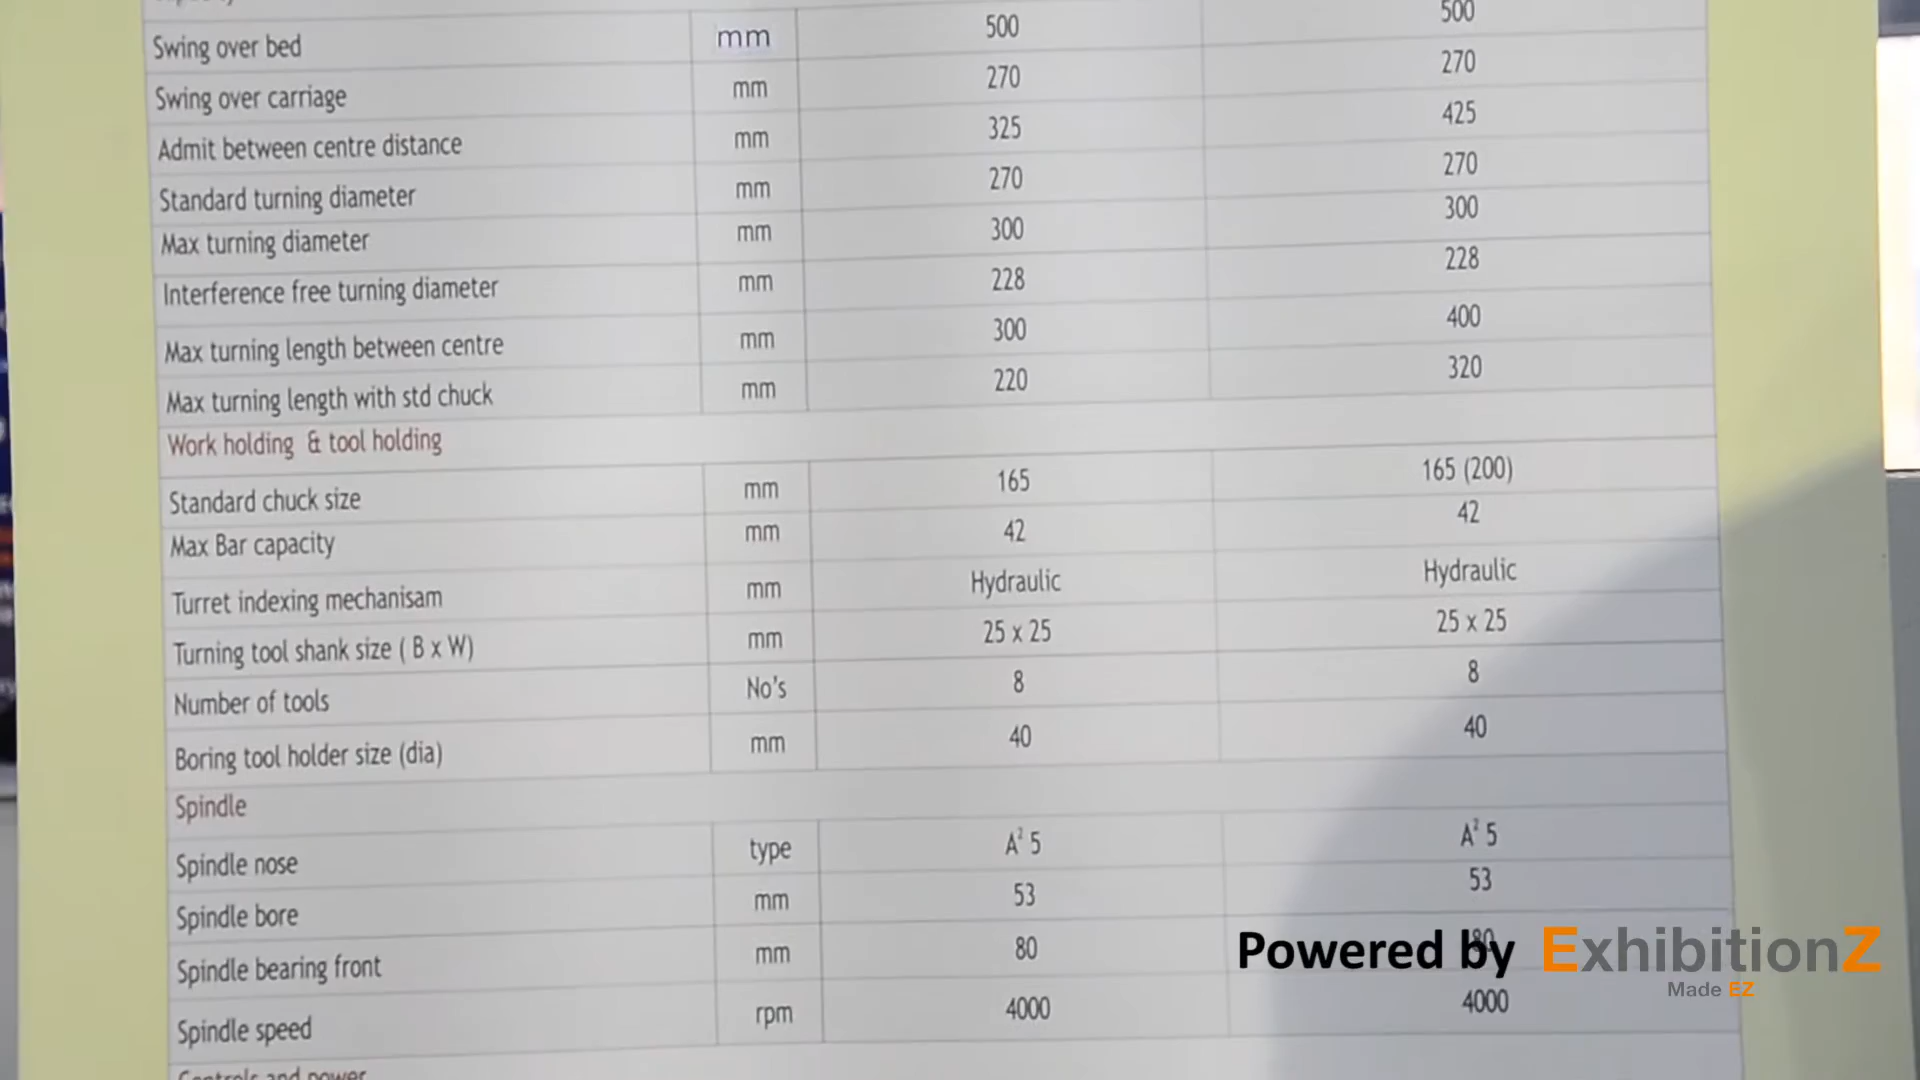 Swing over bed mm 500 500
Swing over carriage mm 270 270
Admit between centre distance mm 325 425
Standard turning diameter mm 270 270
Max turning diameter mm 300 300
Interference free turning diameter mm 228 228
Max turning length between centre mm 300 400
Max turning length with std chuck mm 220 320
Work holding & tool holding
Standard chuck size mm 165 165 (200)
Max Bar capacity mm 42 42
Turret indexing mechanisam mm Hydraulic Hydraulic
Turning tool shank size ( B x W) mm 25 x 25 25 x 25
Number of tools No's 8 8
Boring tool holder size (dia) mm 40 40
Spindle
Spindle nose type A² 5 A² 5
Spindle bore mm 53 53
Spindle bearing front mm 80 80
Spindle speed rpm 4000 4000
Controls and power
Powered by ExhibitionZ
Made EZ